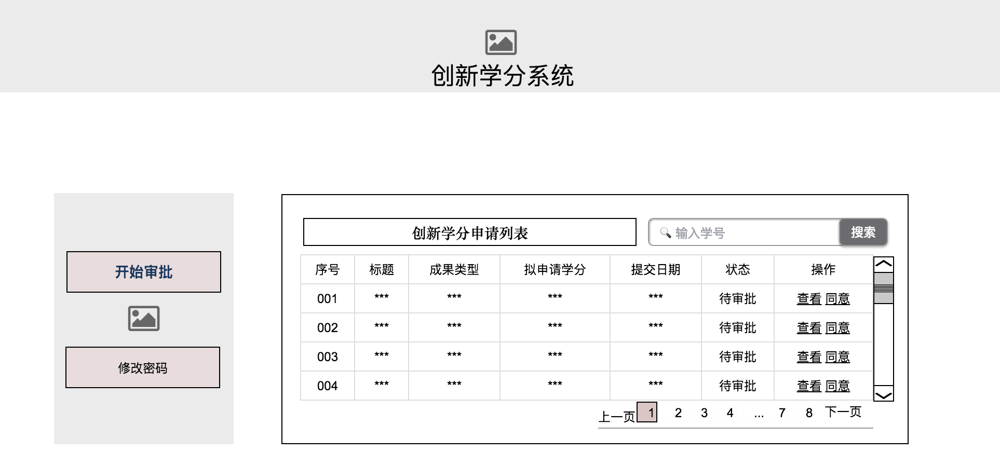 创新学分系统
开始审批
修改密码
创新学分申请列表
输入学号
搜索
序号 标题 成果类型 拟申请学分 提交日期 状态 操作
001 *** *** *** *** 待审批 查看 同意
002 *** *** *** *** 待审批 查看 同意
003 *** *** *** *** 待审批 查看 同意
004 *** *** *** *** 待审批 查看 同意
上一页 1 2 3 4 ... 7 8 下一页